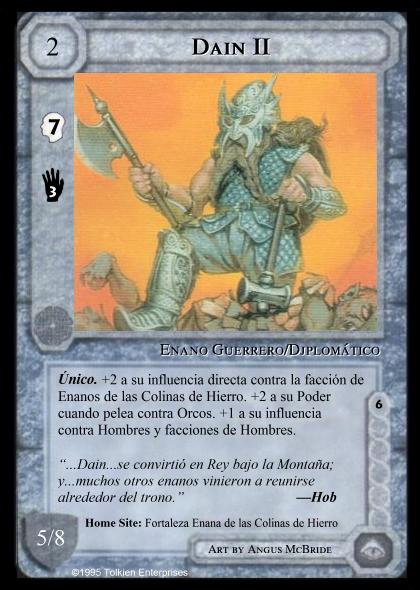 2
Dain II
7
3
Enano Guerrero/Diplomático
Único. +2 a su influencia directa contra la facción de
Enanos de las Colinas de Hierro. +2 a su Poder
cuando pelea contra Orcos. +1 a su influencia
contra Hombres y facciones de Hombres.
6
“...Dain...se convirtió en Rey bajo la Montaña;
y...muchos otros enanos vinieron a reunirse
alrededor del trono.” —Hob
Home Site: Fortaleza Enana de las Colinas de Hierro
5/8
Art by Angus McBride
©1995 Tolkien Enterprises